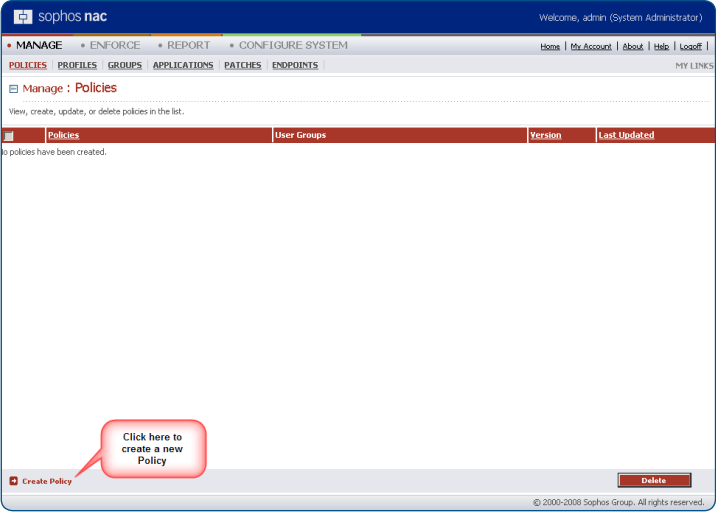 sophos nac
Welcome, admin (System Administrator)
• MANAGE • ENFORCE • REPORT • CONFIGURE SYSTEM
Home | My Account | About | Help | Logoff |
POLICIES PROFILES GROUPS APPLICATIONS PATCHES ENDPOINTS
MY LINKS
Manage : Policies
View, create, update, or delete policies in the list.
Policies User Groups Version Last Updated
No policies have been created.
Click here to
create a new
Policy
Create Policy
Delete
© 2000-2008 Sophos Group. All rights reserved.